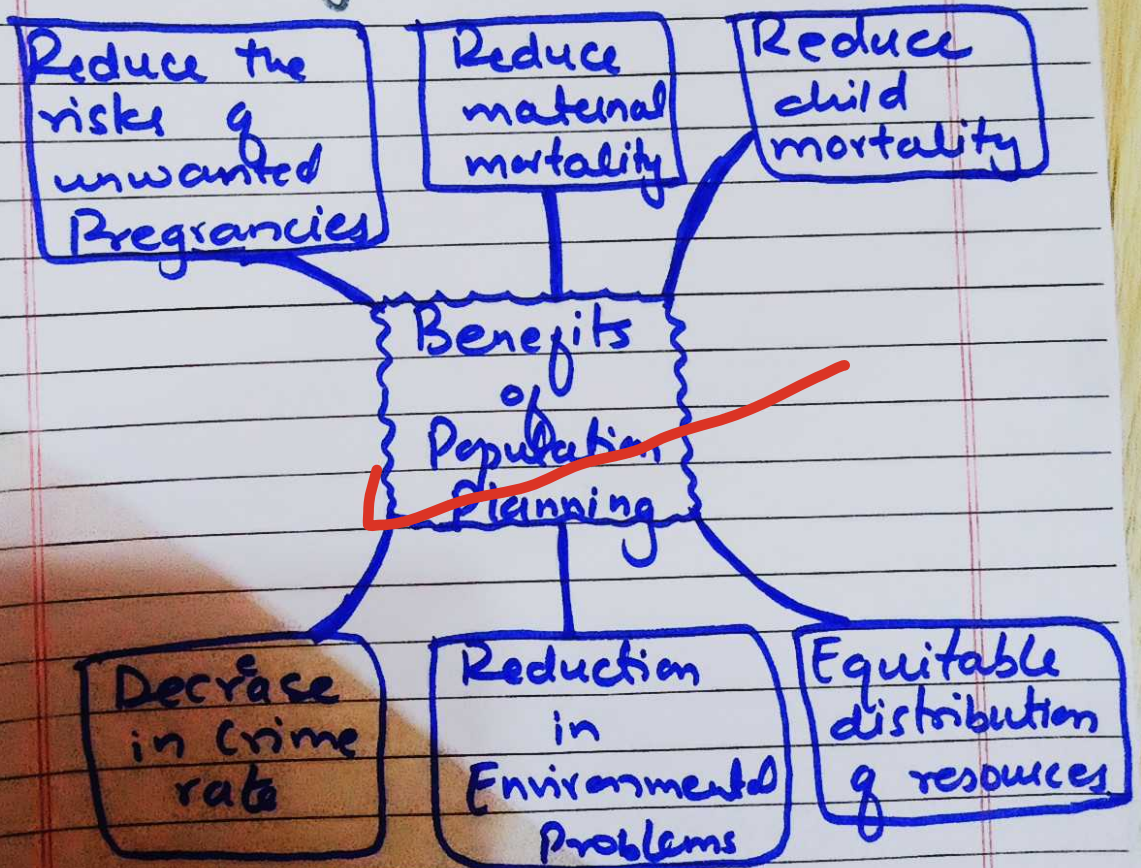 Reduce the
risks of
unwanted
Pregnancies
Reduce
maternal
mortality
Reduce
child
mortality
Benefits
of
Population
Planning
Decrease
in Crime
rate
Reduction
in
Environmental
Problems
Equitable
distribution
of resources